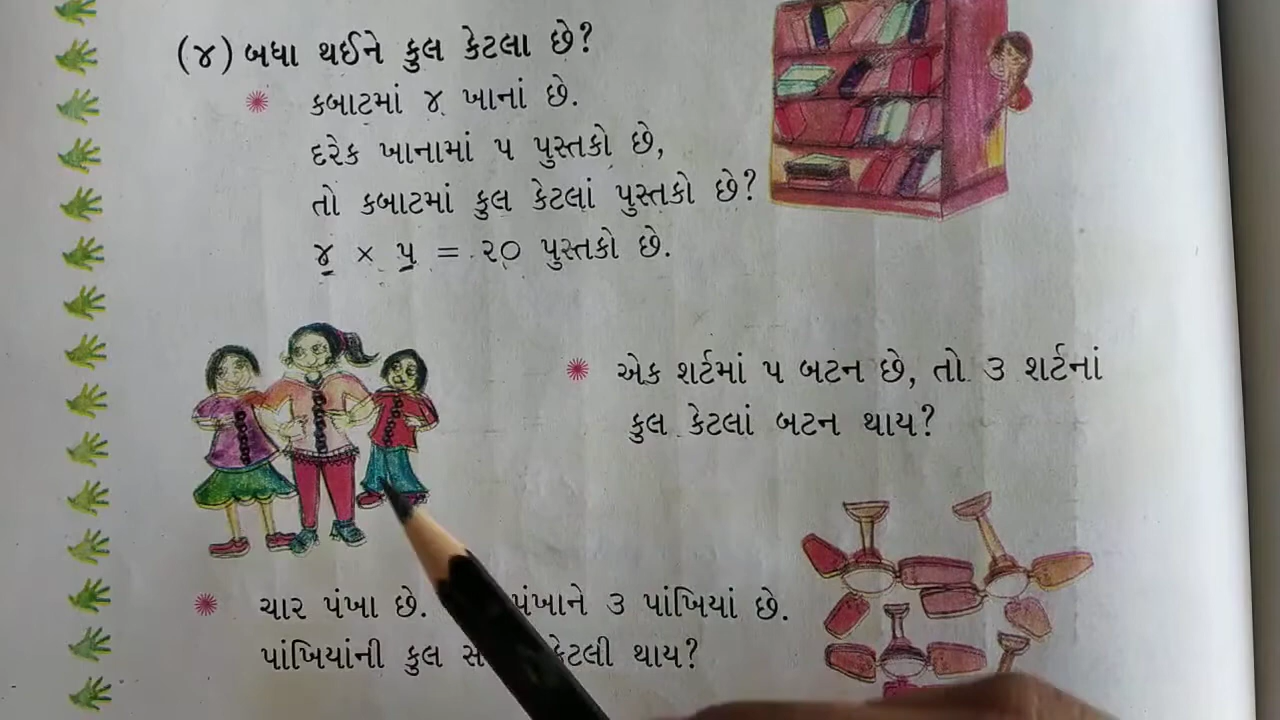 (૪) બધા થઈને કુલ કેટલા છે?
કબાટમાં ૪ ખાનાં છે.
દરેક ખાનામાં ૫ પુસ્તકો છે,
તો કબાટમાં કુલ કેટલાં પુસ્તકો છે?
૪ × ૫ = ૨૦ પુસ્તકો છે.
એક શર્ટમાં ૫ બટન છે, તો ૩ શર્ટનાં
કુલ કેટલાં બટન થાય?
ચાર પંખા છે. પંખાને ૩ પાંખિયાં છે.
પાંખિયાંની કુલ કેટલી થાય?